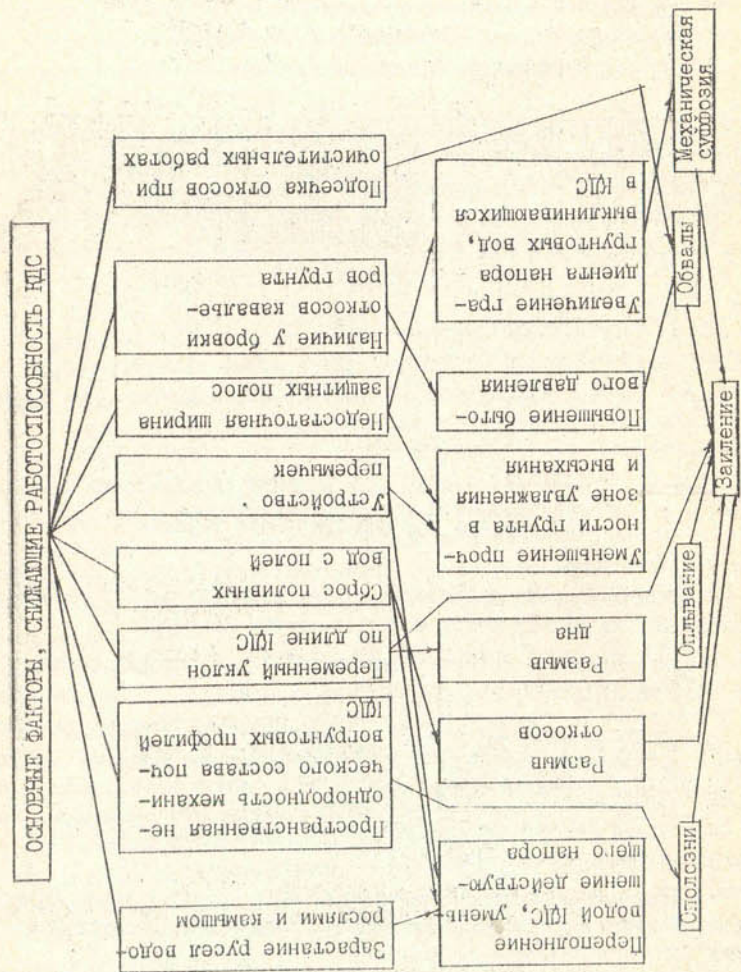 ОСНОВНЫЕ ФАКТОРЫ, СНИЖАЮЩИЕ РАБОТОСПОСОБНОСТЬ КДС
Зарастание русел водо
рослями и камышом
Пространственная не-
однородность механи-
ческого состава поч-
вогрунтовых профилей
КДС
Переменный уклон
по длине КДС
Сброс поливных
вод с полей
Устройство
перемычек
Недостаточная ширина
защитных полос
Наличие у бровки
откосов кавалье-
ров грунта
Подсечка откосов при
очистительных работах
Переполнение
водой КДС, умень
шение действую-
щего напора
Размыв
откосов
Размыв
дна
Уменьшение проч-
ности грунта в
зоне увлажнения
и высыхания
Повышение быто-
вого давления
Увеличение гра-
диента напора
грунтовых вод,
выклинивающихся
в КДС
Сползни
Оплывание
Заиление
Обвалы
Механическая
суффозия